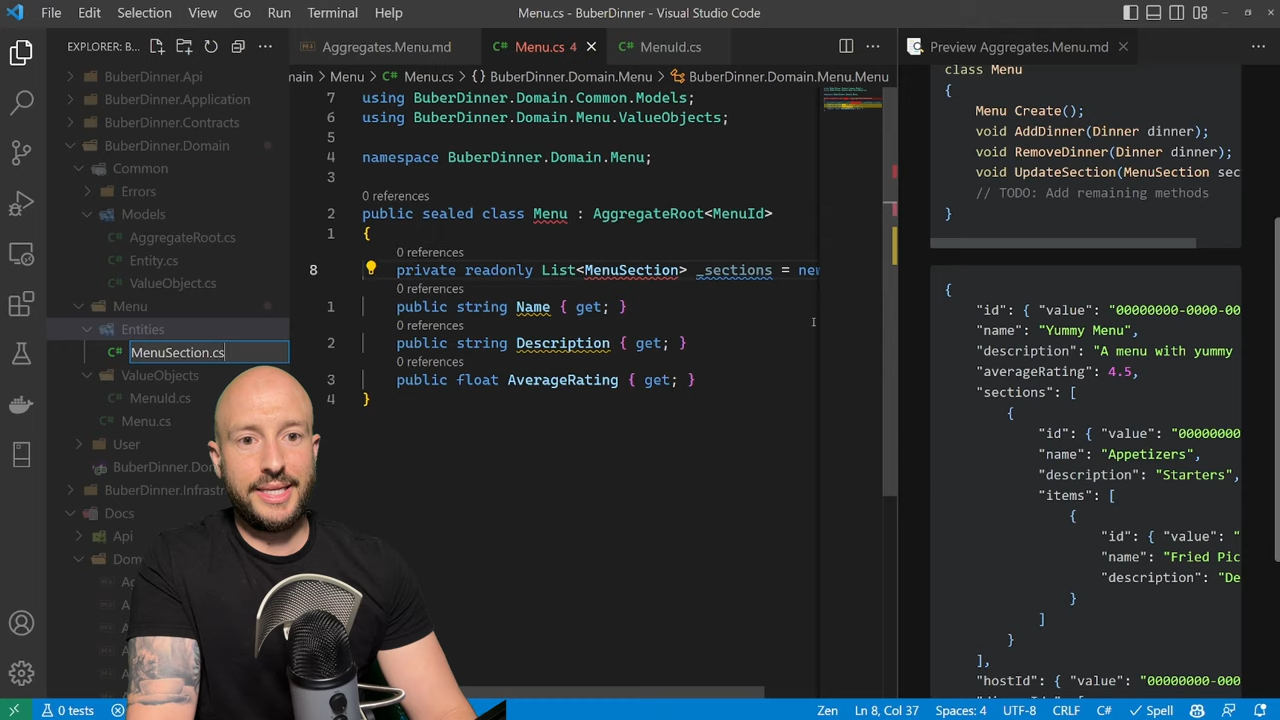 File Edit Selection View Go Run Terminal Help
Menu.cs - BuberDinner - Visual Studio Code
EXPLORER: B...
BuberDinner.Api
BuberDinner.Application
BuberDinner.Contracts
BuberDinner.Domain
Common
Errors
Models
AggregateRoot.cs
Entity.cs
ValueObject.cs
Menu
Entities
MenuSection.cs
ValueObjects
MenuId.cs
Menu.cs
User
BuberDinner.Do
BuberDinner.Infrast
Docs
Api
Dom
Aggregates.Menu.md
Menu.cs 4
MenuId.cs
main > Menu > Menu.cs > {} BuberDinner.Domain.Menu > BuberDinner.Domain.Menu.Menu
7 using BuberDinner.Domain.Common.Models;
6 using BuberDinner.Domain.Menu.ValueObjects;
5
4 namespace BuberDinner.Domain.Menu;
3
0 references
2 public sealed class Menu : AggregateRoot<MenuId>
1 {
0 references
8 private readonly List<MenuSection> _sections = new
0 references
1 public string Name { get; }
0 references
2 public string Description { get; }
0 references
3 public float AverageRating { get; }
4 }
Preview Aggregates.Menu.md
class Menu
{
Menu Create();
void AddDinner(Dinner dinner);
void RemoveDinner(Dinner dinner);
void UpdateSection(MenuSection sec
// TODO: Add remaining methods
}
{
"id": { "value": "00000000-0000-00
"name": "Yummy Menu",
"description": "A menu with yummy
"averageRating": 4.5,
"sections": [
{
"id": { "value": "00000000
"name": "Appetizers",
"description": "Starters",
"items": [
{
"id": { "value": "
"name": "Fried Pic
"description": "De
}
]
}
],
"hostId": { "value": "00000000-000
0 tests
Zen Ln 8, Col 37 Spaces: 4 UTF-8 CRLF C# Spell